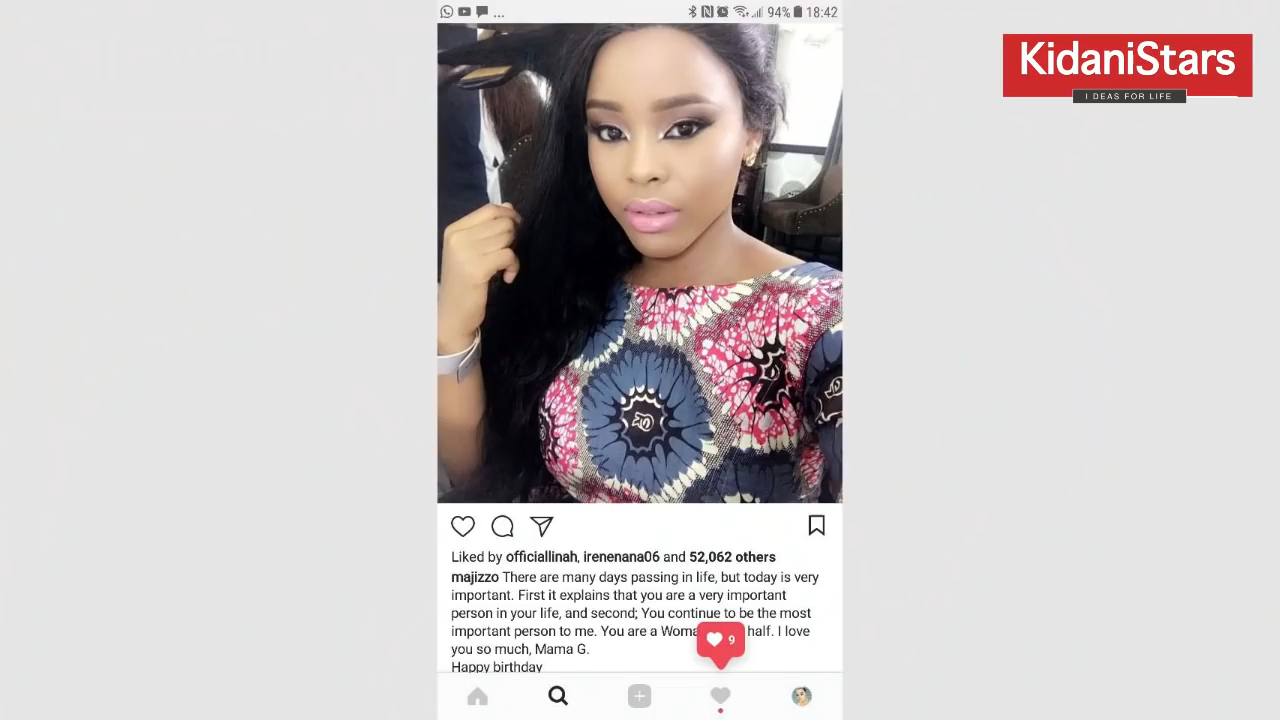 ... 94% 18:42
KidaniStars
I DEAS FOR LIFE
Liked by officiallinah, irenenana06 and 52,062 others
majizzo There are many days passing in life, but today is very
important. First it explains that you are a very important
person in your life, and second; You continue to be the most
important person to me. You are a half. I love
you so much, Mama G.
Happy birthday
9